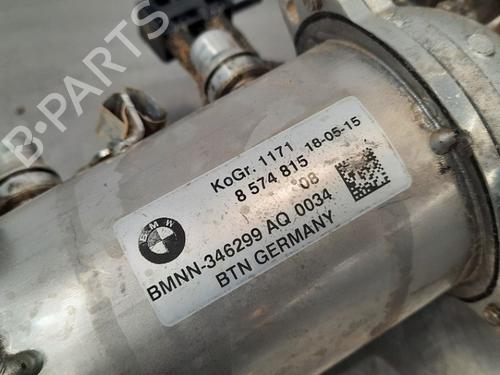 B-PARTS
KoGr. 1171
8 574 815 18-05-15
'08
BMW
BMNN-346299 AQ 0034
BTN GERMANY